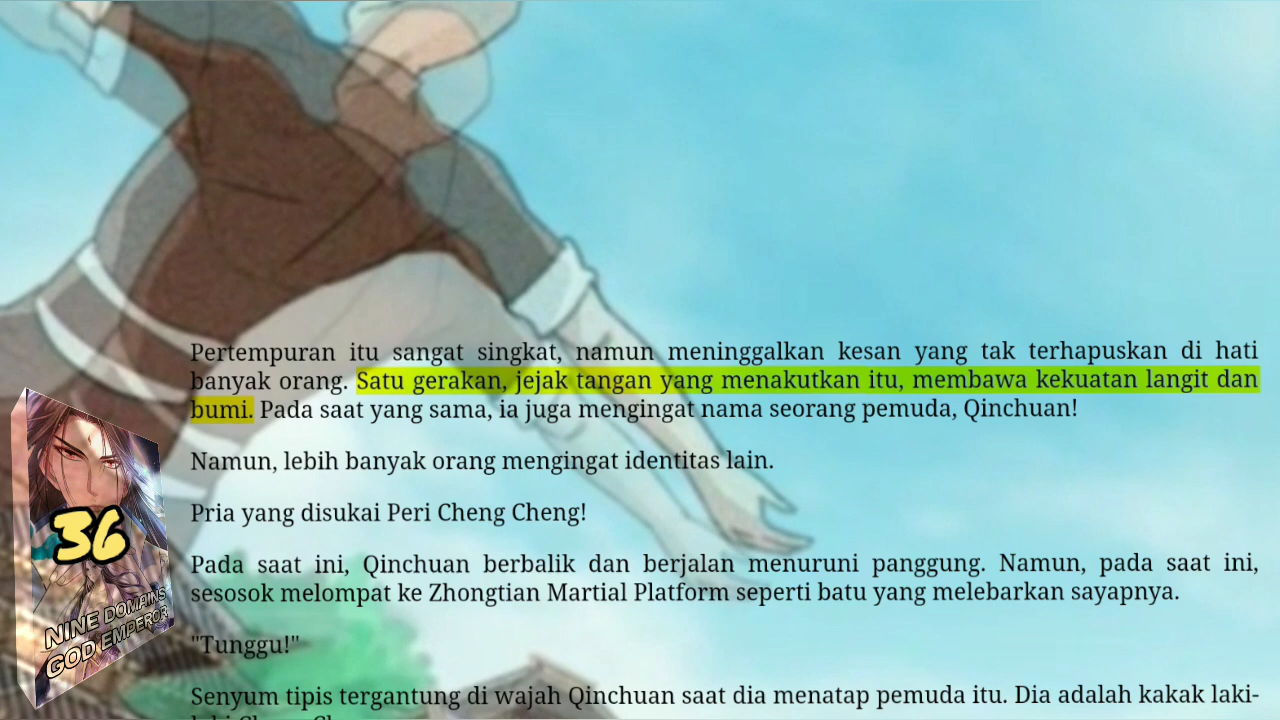 Pertempuran itu sangat singkat, namun meninggalkan kesan yang tak terhapuskan di hati
banyak orang. Satu gerakan, jejak tangan yang menakutkan itu, membawa kekuatan langit dan
bumi. Pada saat yang sama, ia juga mengingat nama seorang pemuda, Qinchuan!
Namun, lebih banyak orang mengingat identitas lain.
Pria yang disukai Peri Cheng Cheng!
Pada saat ini, Qinchuan berbalik dan berjalan menuruni panggung. Namun, pada saat ini,
sesosok melompat ke Zhongtian Martial Platform seperti batu yang melebarkan sayapnya.
"Tunggu!"
Senyum tipis tergantung di wajah Qinchuan saat dia menatap pemuda itu. Dia adalah kakak laki-
36
NINE DOMAINS
GOD EMPEROR